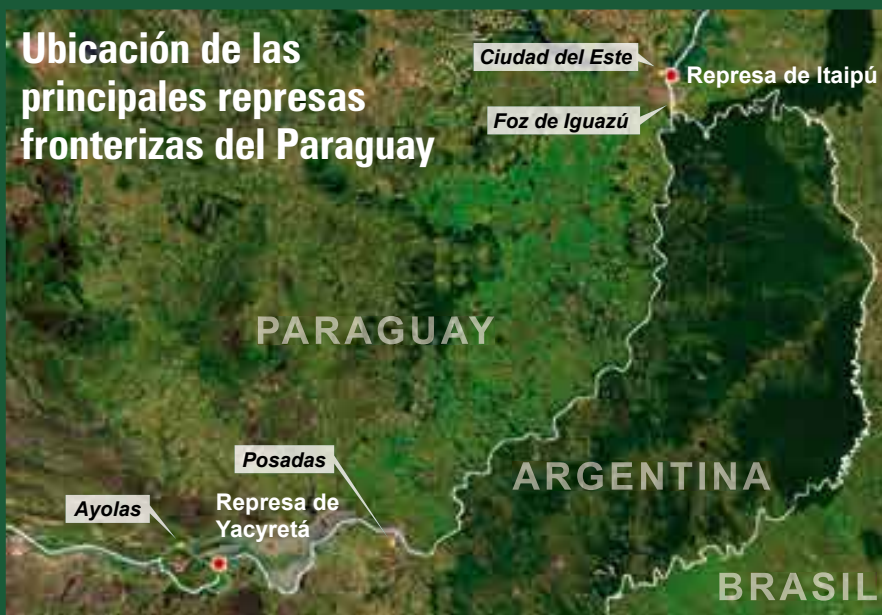 Ubicación de las
principales represas
fronterizas del Paraguay
Ciudad del Este
Represa de Itaipú
Foz de Iguazú
PARAGUAY
ARGENTINA
Posadas
Ayolas
Represa de
Yacyretá
BRASIL